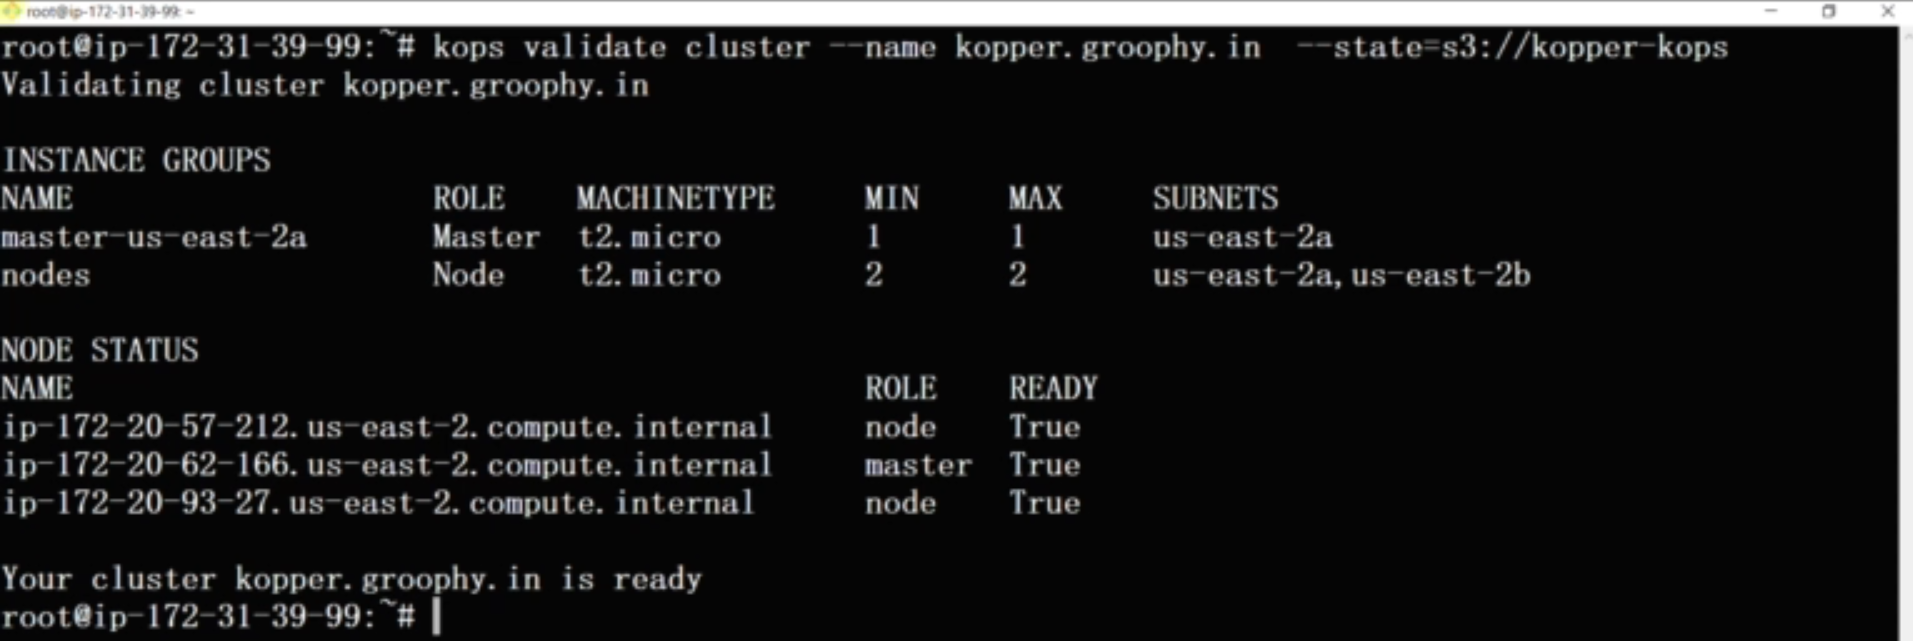 root@ip-172-31-39-99: ~
root@ip-172-31-39-99:~# kops validate cluster --name kopper.groophy.in  --state=s3://kopper-kops
Validating cluster kopper.groophy.in
INSTANCE GROUPS
NAME ROLE MACHINETYPE MIN MAX SUBNETS
master-us-east-2a Master t2.micro 1 1 us-east-2a
nodes Node t2.micro 2 2 us-east-2a,us-east-2b
NODE STATUS
NAME ROLE READY
ip-172-20-57-212.us-east-2.compute.internal node True
ip-172-20-62-166.us-east-2.compute.internal master True
ip-172-20-93-27.us-east-2.compute.internal node True
Your cluster kopper.groophy.in is ready
root@ip-172-31-39-99:~#